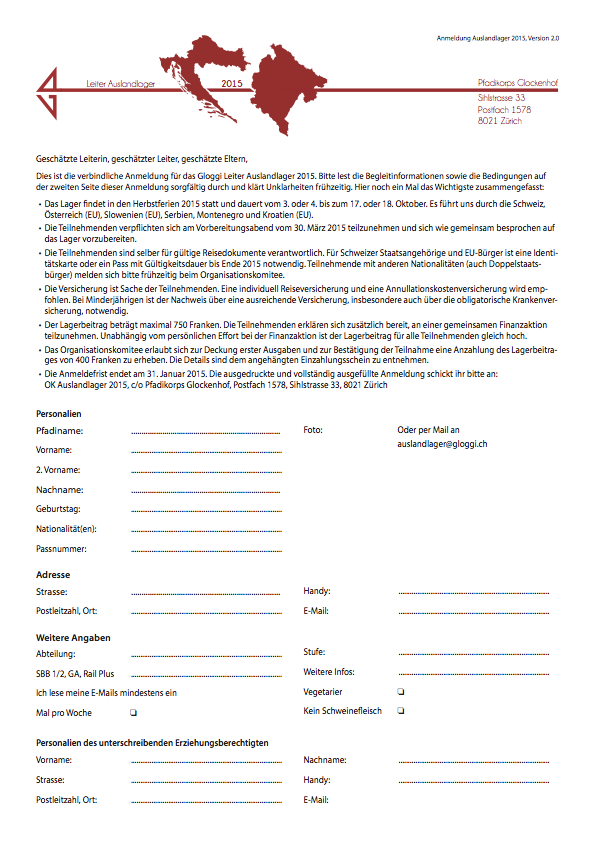 Anmeldung Auslandlager 2015, Version 2.0
Leiter Auslandlager 2015 Pfadikorps Glockenhof
Sihlstrasse 33
Postfach 1578
8021 Zürich
Geschätzte Leiterin, geschätzter Leiter, geschätzte Eltern,
Dies ist die verbindliche Anmeldung für das Gloggi Leiter Auslandlager 2015. Bitte lest die Begleitinformationen sowie die Bedingungen auf
der zweiten Seite dieser Anmeldung sorgfältig durch und klärt Unklarheiten frühzeitig. Hier noch ein Mal das Wichtigste zusammengefasst:
• Das Lager findet in den Herbstferien 2015 statt und dauert vom 3. oder 4. bis zum 17. oder 18. Oktober. Es führt uns durch die Schweiz,
Österreich (EU), Slowenien (EU), Serbien, Montenegro und Kroatien (EU).
• Die Teilnehmenden verpflichten sich am Vorbereitungsabend vom 30. März 2015 teilzunehmen und sich wie gemeinsam besprochen auf
das Lager vorzubereiten.
• Die Teilnehmenden sind selber für gültige Reisedokumente verantwortlich. Für Schweizer Staatsangehörige und EU-Bürger ist eine Identi-
tätskarte oder ein Pass mit Gültigkeitsdauer bis Ende 2015 notwendig. Teilnehmende mit anderen Nationalitäten (auch Doppelstaats-
bürger) melden sich bitte frühzeitig beim Organisationskomitee.
• Die Versicherung ist Sache der Teilnehmenden. Eine individuell Reiseversicherung und eine Annullationskostenversicherung wird emp-
fohlen. Bei Minderjährigen ist der Nachweis über eine ausreichende Versicherung, insbesondere auch über die obligatorische Krankenver-
sicherung, notwendig.
• Der Lagerbeitrag beträgt maximal 750 Franken. Die Teilnehmenden erklären sich zusätzlich bereit, an einer gemeinsamen Finanzaktion
teilzunehmen. Unabhängig vom persönlichen Effort bei der Finanzaktion ist der Lagerbeitrag für alle Teilnehmenden gleich hoch.
• Das Organisationskomitee erlaubt sich zur Deckung erster Ausgaben und zur Bestätigung der Teilnahme eine Anzahlung des Lagerbeitra-
ges von 400 Franken zu erheben. Die Details sind dem angehängten Einzahlungsschein zu entnehmen.
• Die Anmeldefrist endet am 31. Januar 2015. Die ausgedruckte und vollständig ausgefüllte Anmeldung schickt ihr bitte an:
OK Auslandlager 2015, c/o Pfadikorps Glockenhof, Postfach 1578, Sihlstrasse 33, 8021 Zürich
Personalien
Pfadiname: Foto: Oder per Mail an
auslandlager@gloggi.ch
Vorname:
2. Vorname:
Nachname:
Geburtstag:
Nationalität(en):
Passnummer:
Adresse
Strasse: Handy:
Postleitzahl, Ort: E-Mail:
Weitere Angaben
Abteilung: Stufe:
SBB 1/2, GA, Rail Plus Weitere Infos:
Ich lese meine E-Mails mindestens ein Vegetarier ❏
Mal pro Woche ❏ Kein Schweinefleisch ❏
Personalien des unterschreibenden Erziehungsberechtigten
Vorname: Nachname:
Strasse: Handy:
Postleitzahl, Ort: E-Mail: